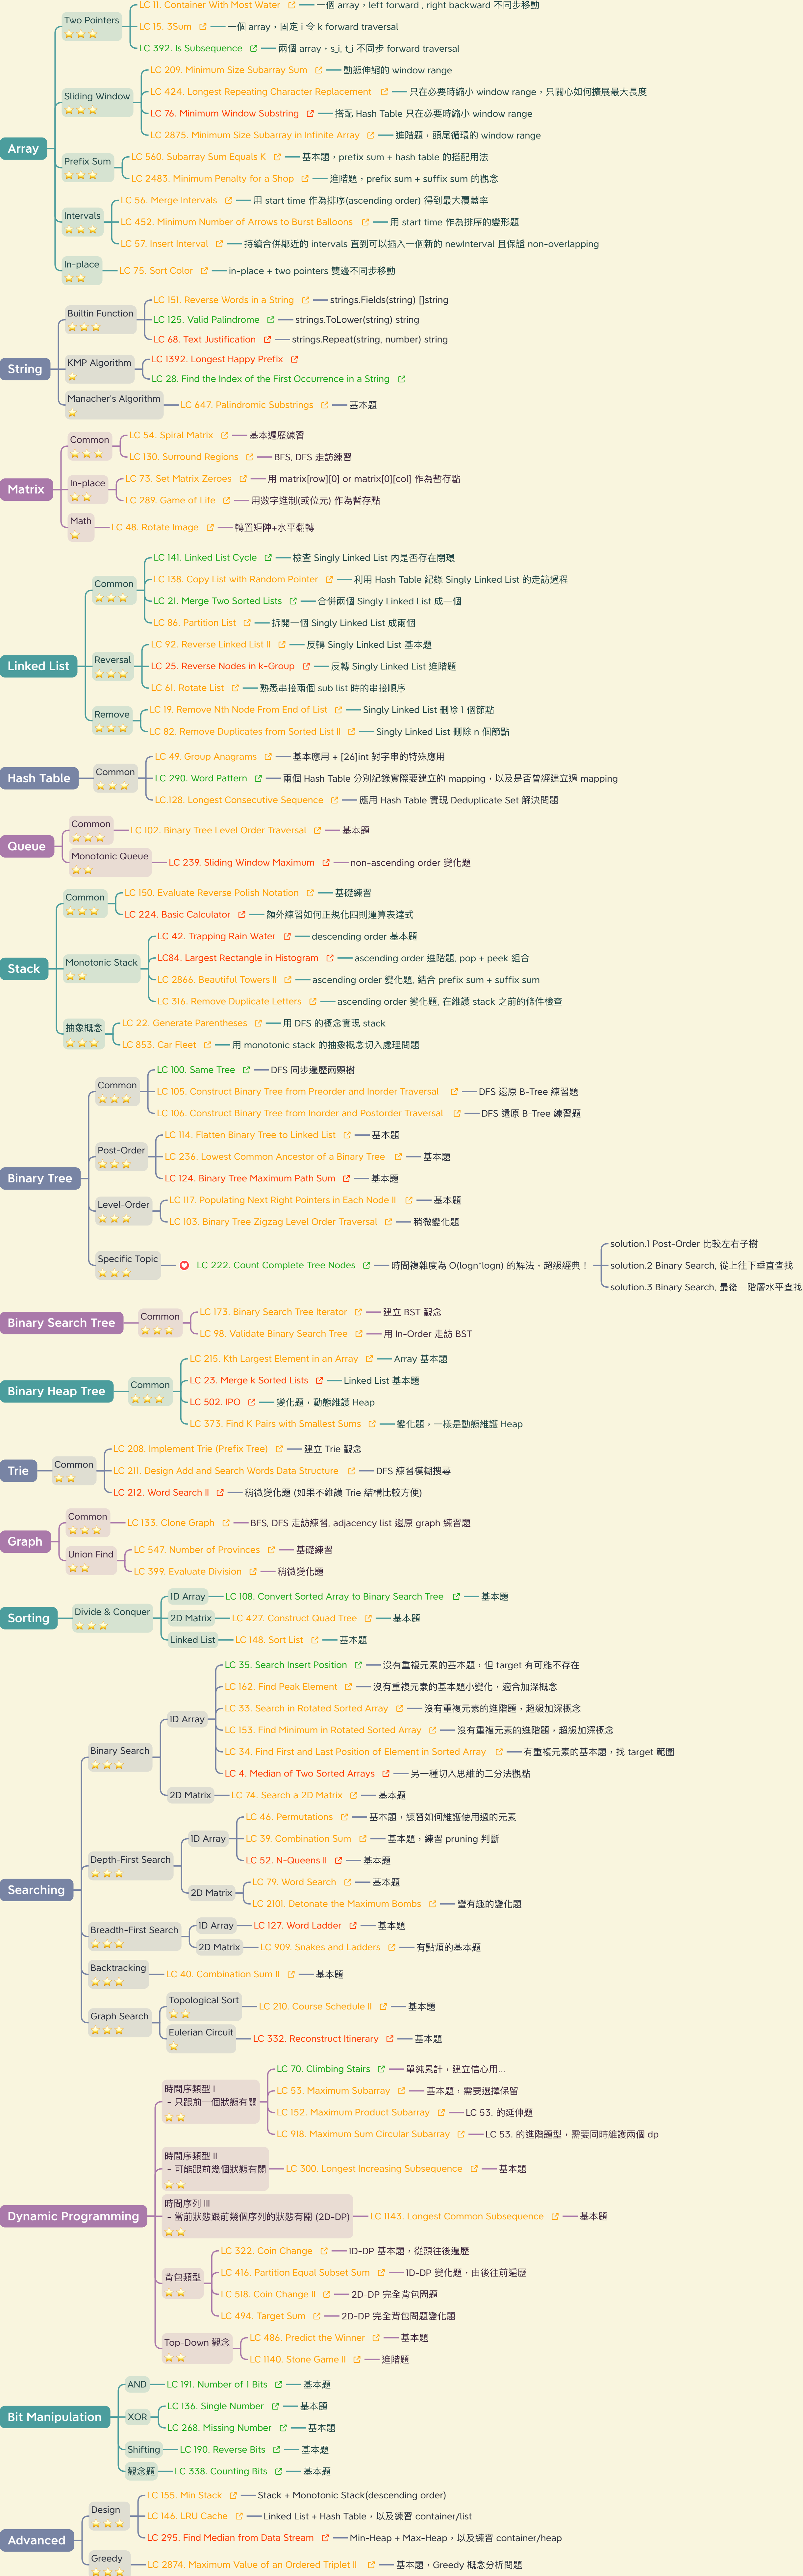 Array
Two Pointers
LC 11. Container With Most Water
一個 array，left forward , right backward 不同步移動
LC 15. 3Sum
一個 array，固定 i 令 k forward traversal
LC 392. Is Subsequence
兩個 array，s_i, t_i 不同步 forward traversal
Sliding Window
LC 209. Minimum Size Subarray Sum
動態伸縮的 window range
LC 424. Longest Repeating Character Replacement
只在必要時縮小 window range，只關心如何擴展最大長度
LC 76. Minimum Window Substring
搭配 Hash Table 只在必要時縮小 window range
LC 2875. Minimum Size Subarray in Infinite Array
進階題，頭尾循環的 window range
Prefix Sum
LC 560. Subarray Sum Equals K
基本題，prefix sum + hash table 的搭配用法
LC 2483. Minimum Penalty for a Shop
進階題，prefix sum + suffix sum 的觀念
Intervals
LC 56. Merge Intervals
用 start time 作為排序(ascending order) 得到最大覆蓋率
LC 452. Minimum Number of Arrows to Burst Balloons
用 start time 作為排序的變形題
LC 57. Insert Interval
持續合併鄰近的 intervals 直到可以插入一個新的 newInterval 且保證 non-overlapping
In-place
LC 75. Sort Color
in-place + two pointers 雙邊不同步移動
String
Builtin Function
LC 151. Reverse Words in a String
strings.Fields(string) []string
LC 125. Valid Palindrome
strings.ToLower(string) string
LC 68. Text Justification
strings.Repeat(string, number) string
KMP Algorithm
LC 1392. Longest Happy Prefix
LC 28. Find the Index of the First Occurrence in a String
Manacher's Algorithm
LC 647. Palindromic Substrings
基本題
Matrix
Common
LC 54. Spiral Matrix
基本遍歷練習
LC 130. Surround Regions
BFS, DFS 走訪練習
In-place
LC 73. Set Matrix Zeroes
用 matrix[row][0] or matrix[0][col] 作為暫存點
LC 289. Game of Life
用數字進制(或位元) 作為暫存點
Math
LC 48. Rotate Image
轉置矩陣+水平翻轉
Linked List
Common
LC 141. Linked List Cycle
檢查 Singly Linked List 內是否存在閉環
LC 138. Copy List with Random Pointer
利用 Hash Table 紀錄 Singly Linked List 的走訪過程
LC 21. Merge Two Sorted Lists
合併兩個 Singly Linked List 成一個
LC 86. Partition List
拆開一個 Singly Linked List 成兩個
Reversal
LC 92. Reverse Linked List II
反轉 Singly Linked List 基本題
LC 25. Reverse Nodes in k-Group
反轉 Singly Linked List 進階題
LC 61. Rotate List
熟悉串接兩個 sub list 時的串接順序
Remove
LC 19. Remove Nth Node From End of List
Singly Linked List 刪除 1 個節點
LC 82. Remove Duplicates from Sorted List II
Singly Linked List 刪除 n 個節點
Hash Table
Common
LC 49. Group Anagrams
基本應用 + [26]int 對字串的特殊應用
LC 290. Word Pattern
兩個 Hash Table 分別紀錄實際要建立的 mapping，以及是否曾經建立過 mapping
LC.128. Longest Consecutive Sequence
應用 Hash Table 實現 Deduplicate Set 解決問題
Queue
Common
LC 102. Binary Tree Level Order Traversal
基本題
Monotonic Queue
LC 239. Sliding Window Maximum
non-ascending order 變化題
Stack
Common
LC 150. Evaluate Reverse Polish Notation
基礎練習
LC 224. Basic Calculator
額外練習如何正規化四則運算表達式
Monotonic Stack
LC 42. Trapping Rain Water
descending order 基本題
LC84. Largest Rectangle in Histogram
ascending order 進階題, pop + peek 組合
LC 2866. Beautiful Towers II
ascending order 變化題, 結合 prefix sum + suffix sum
LC 316. Remove Duplicate Letters
ascending order 變化題, 在維護 stack 之前的條件檢查
抽象概念
LC 22. Generate Parentheses
用 DFS 的概念實現 stack
LC 853. Car Fleet
用 monotonic stack 的抽象概念切入處理問題
Binary Tree
Common
LC 100. Same Tree
DFS 同步遍歷兩顆樹
LC 105. Construct Binary Tree from Preorder and Inorder Traversal
DFS 還原 B-Tree 練習題
LC 106. Construct Binary Tree from Inorder and Postorder Traversal
DFS 還原 B-Tree 練習題
Post-Order
LC 114. Flatten Binary Tree to Linked List
基本題
LC 236. Lowest Common Ancestor of a Binary Tree
基本題
LC 124. Binary Tree Maximum Path Sum
基本題
Level-Order
LC 117. Populating Next Right Pointers in Each Node II
基本題
LC 103. Binary Tree Zigzag Level Order Traversal
稍微變化題
Specific Topic
LC 222. Count Complete Tree Nodes
時間複雜度為 O(logn*logn) 的解法，超級經典！
solution.1 Post-Order 比較左右子樹
solution.2 Binary Search, 從上往下垂直查找
solution.3 Binary Search, 最後一階層水平查找
Binary Search Tree
Common
LC 173. Binary Search Tree Iterator
建立 BST 觀念
LC 98. Validate Binary Search Tree
用 In-Order 走訪 BST
Binary Heap Tree
Common
LC 215. Kth Largest Element in an Array
Array 基本題
LC 23. Merge k Sorted Lists
Linked List 基本題
LC 502. IPO
變化題，動態維護 Heap
LC 373. Find K Pairs with Smallest Sums
變化題，一樣是動態維護 Heap
Trie
Common
LC 208. Implement Trie (Prefix Tree)
建立 Trie 觀念
LC 211. Design Add and Search Words Data Structure
DFS 練習模糊搜尋
LC 212. Word Search II
稍微變化題 (如果不維護 Trie 結構比較方便)
Graph
Common
LC 133. Clone Graph
BFS, DFS 走訪練習, adjacency list 還原 graph 練習題
Union Find
LC 547. Number of Provinces
基礎練習
LC 399. Evaluate Division
稍微變化題
Sorting
Divide & Conquer
1D Array
LC 108. Convert Sorted Array to Binary Search Tree
基本題
2D Matrix
LC 427. Construct Quad Tree
基本題
Linked List
LC 148. Sort List
基本題
Searching
Binary Search
1D Array
LC 35. Search Insert Position
沒有重複元素的基本題，但 target 有可能不存在
LC 162. Find Peak Element
沒有重複元素的基本題小變化，適合加深概念
LC 33. Search in Rotated Sorted Array
沒有重複元素的進階題，超級加深概念
LC 153. Find Minimum in Rotated Sorted Array
沒有重複元素的進階題，超級加深概念
LC 34. Find First and Last Position of Element in Sorted Array
有重複元素的基本題，找 target 範圍
LC 4. Median of Two Sorted Arrays
另一種切入思維的二分法觀點
2D Matrix
LC 74. Search a 2D Matrix
基本題
Depth-First Search
1D Array
LC 46. Permutations
基本題，練習如何維護使用過的元素
LC 39. Combination Sum
基本題，練習 pruning 判斷
LC 52. N-Queens II
基本題
2D Matrix
LC 79. Word Search
基本題
LC 2101. Detonate the Maximum Bombs
蠻有趣的變化題
Breadth-First Search
1D Array
LC 127. Word Ladder
基本題
2D Matrix
LC 909. Snakes and Ladders
有點煩的基本題
Backtracking
LC 40. Combination Sum II
基本題
Graph Search
Topological Sort
LC 210. Course Schedule II
基本題
Eulerian Circuit
LC 332. Reconstruct Itinerary
基本題
Dynamic Programming
時間序類型 I
- 只跟前一個狀態有關
LC 70. Climbing Stairs
單純累計，建立信心用...
LC 53. Maximum Subarray
基本題，需要選擇保留
LC 152. Maximum Product Subarray
LC 53. 的延伸題
LC 918. Maximum Sum Circular Subarray
LC 53. 的進階題型，需要同時維護兩個 dp
時間序類型 II
- 可能跟前幾個狀態有關
LC 300. Longest Increasing Subsequence
基本題
時間序列 III
- 當前狀態跟前幾個序列的狀態有關 (2D-DP)
LC 1143. Longest Common Subsequence
基本題
背包類型
LC 322. Coin Change
1D-DP 基本題，從頭往後遍歷
LC 416. Partition Equal Subset Sum
1D-DP 變化題，由後往前遍歷
LC 518. Coin Change II
2D-DP 完全背包問題
LC 494. Target Sum
2D-DP 完全背包問題變化題
Top-Down 觀念
LC 486. Predict the Winner
基本題
LC 1140. Stone Game II
進階題
Bit Manipulation
AND
LC 191. Number of 1 Bits
基本題
XOR
LC 136. Single Number
基本題
LC 268. Missing Number
基本題
Shifting
LC 190. Reverse Bits
基本題
觀念題
LC 338. Counting Bits
基本題
Advanced
Design
LC 155. Min Stack
Stack + Monotonic Stack(descending order)
LC 146. LRU Cache
Linked List + Hash Table，以及練習 container/list
LC 295. Find Median from Data Stream
Min-Heap + Max-Heap，以及練習 container/heap
Greedy
LC 2874. Maximum Value of an Ordered Triplet II
基本題，Greedy 概念分析問題